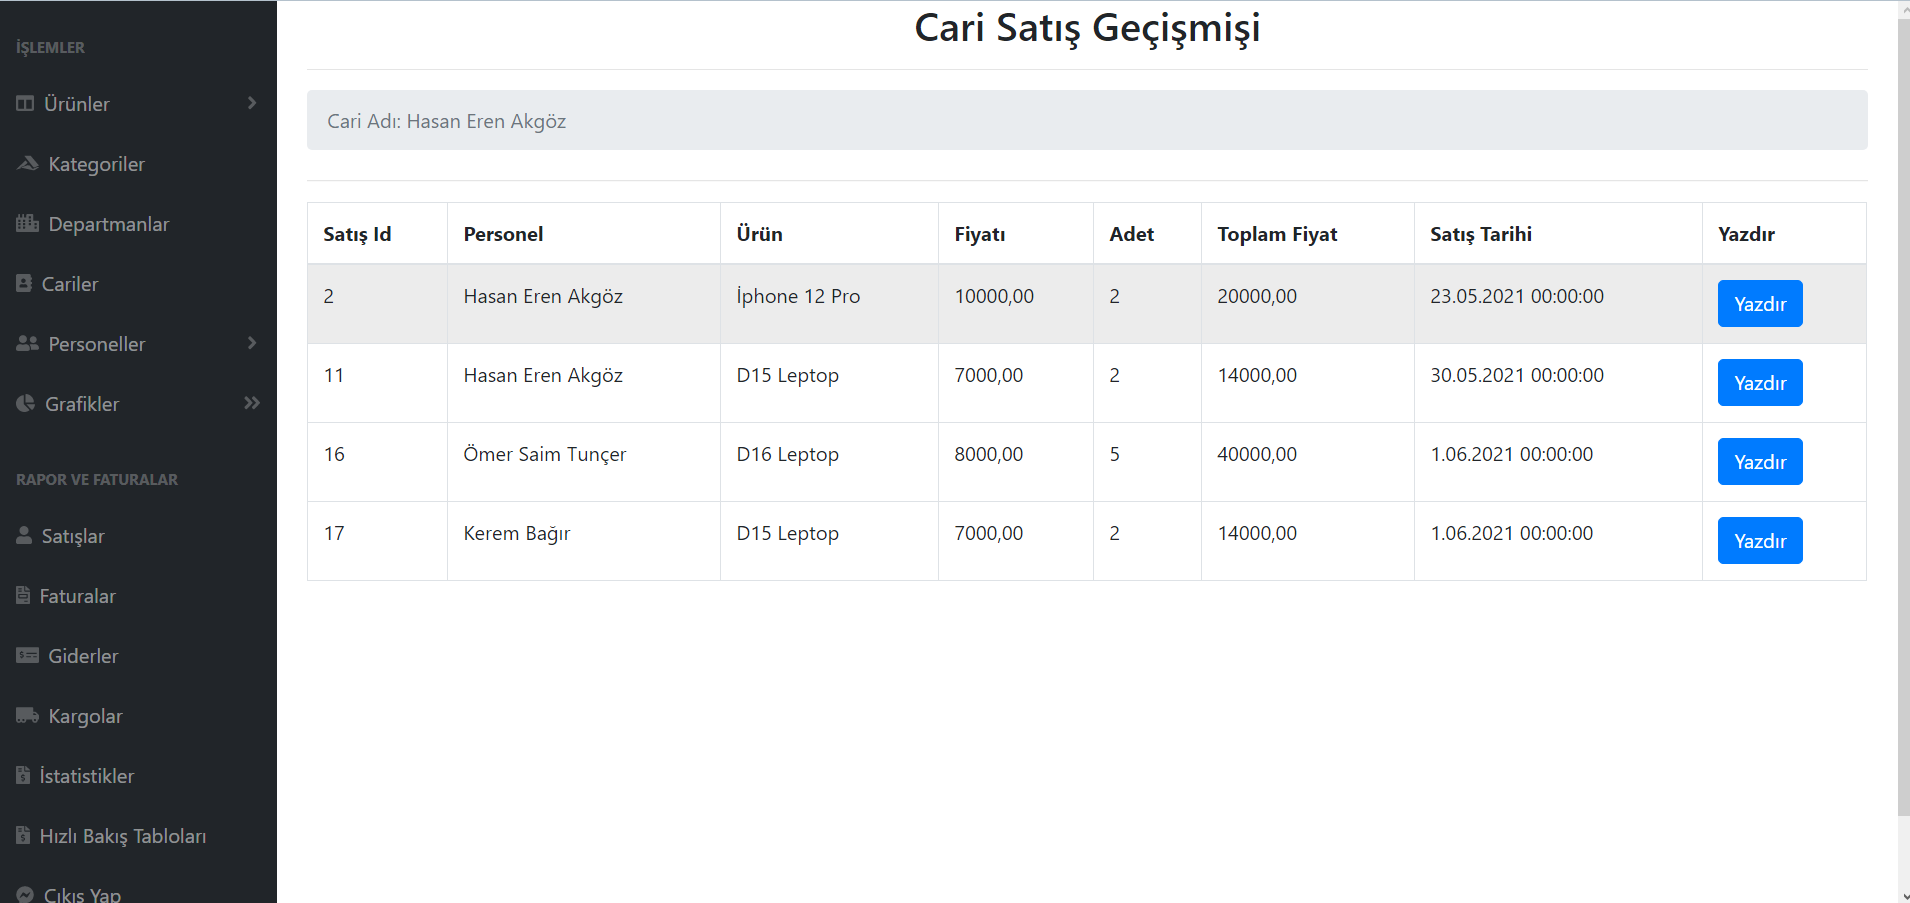 İŞLEMLER
Ürünler
Kategoriler
Departmanlar
Cariler
Personeller
Grafikler
RAPOR VE FATURALAR
Satışlar
Faturalar
Giderler
Kargolar
İstatistikler
Hızlı Bakış Tabloları
Çıkış Yap
Cari Satış Geçişmişi
Cari Adı: Hasan Eren Akgöz
Satış Id Personel Ürün Fiyatı Adet Toplam Fiyat Satış Tarihi Yazdır
2 Hasan Eren Akgöz İphone 12 Pro 10000,00 2 20000,00 23.05.2021 00:00:00 Yazdır
11 Hasan Eren Akgöz D15 Leptop 7000,00 2 14000,00 30.05.2021 00:00:00 Yazdır
16 Ömer Saim Tunçer D16 Leptop 8000,00 5 40000,00 1.06.2021 00:00:00 Yazdır
17 Kerem Bağır D15 Leptop 7000,00 2 14000,00 1.06.2021 00:00:00 Yazdır